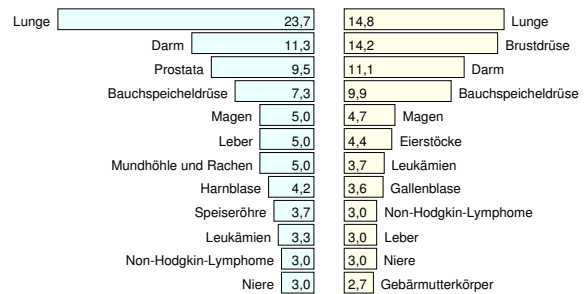 Lunge 23,7 14,8 Lunge
Darm 11,3 14,2 Brustdrüse
Prostata 9,5 11,1 Darm
Bauchspeicheldrüse 7,3 9,9 Bauchspeicheldrüse
Magen 5,0 4,7 Magen
Leber 5,0 4,4 Eierstöcke
Mundhöhle und Rachen 5,0 3,7 Leukämien
Harnblase 4,2 3,6 Gallenblase
Speiseröhre 3,7 3,0 Non-Hodgkin-Lymphome
Leukämien 3,3 3,0 Leber
Non-Hodgkin-Lymphome 3,0 3,0 Niere
Niere 3,0 2,7 Gebärmutterkörper